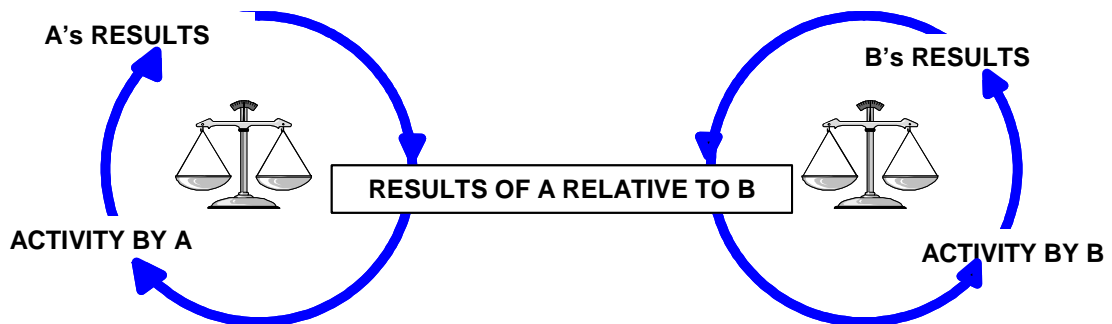 A's RESULTS
B's RESULTS
RESULTS OF A RELATIVE TO B
ACTIVITY BY A
ACTIVITY BY B